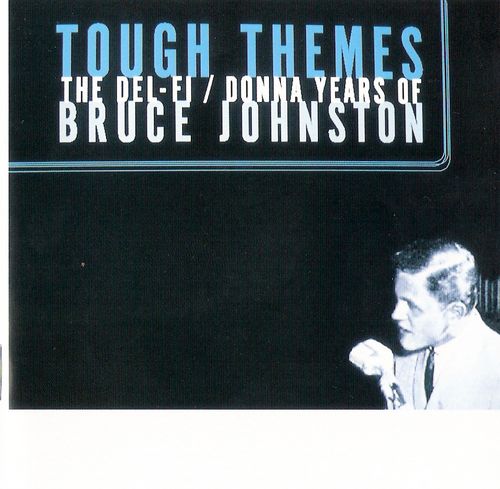 TOUGH THEMES
THE DEL-FI / DONNA YEARS OF
BRUCE JOHNSTON